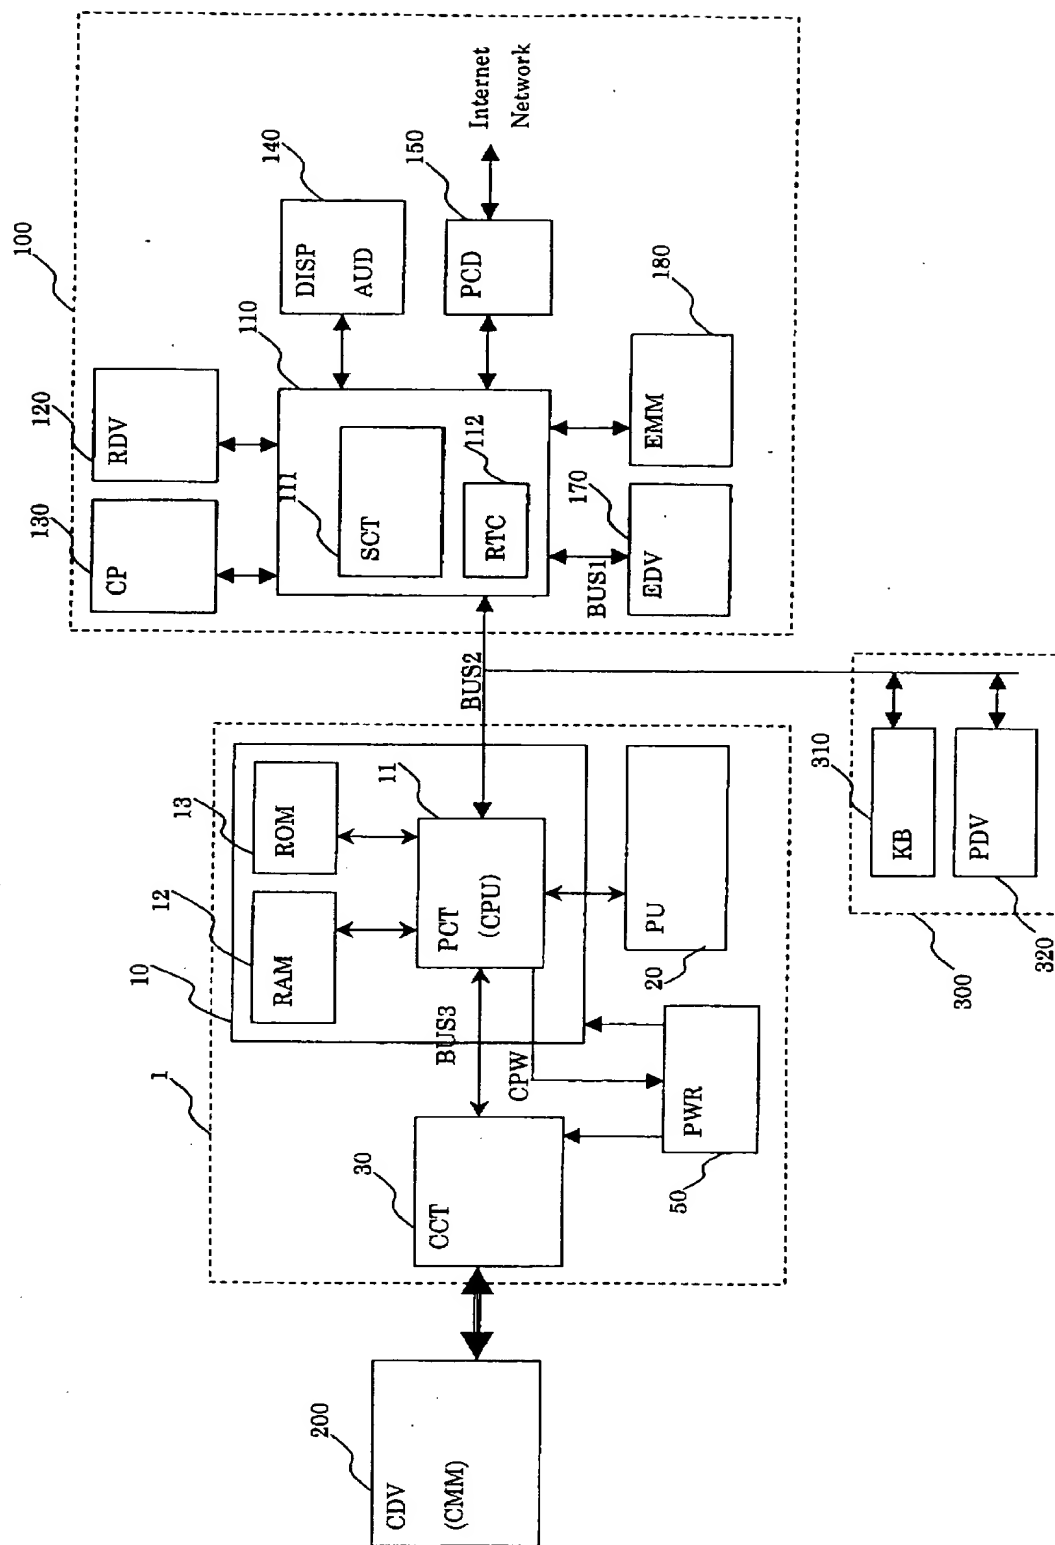 100
120
RDV
130
CP
110
111
SCT
112
RTC
140
DISP
AUD
150
PCD
Internet
Network
BUS1
170
EDV
180
EMM
BUS2
1
10
12
RAM
13
ROM
11
PCT
(CPU)
BUS3
CPW
20
PU
30
CCT
50
PWR
200
CDV
(CMM)
300
310
KB
320
PDV